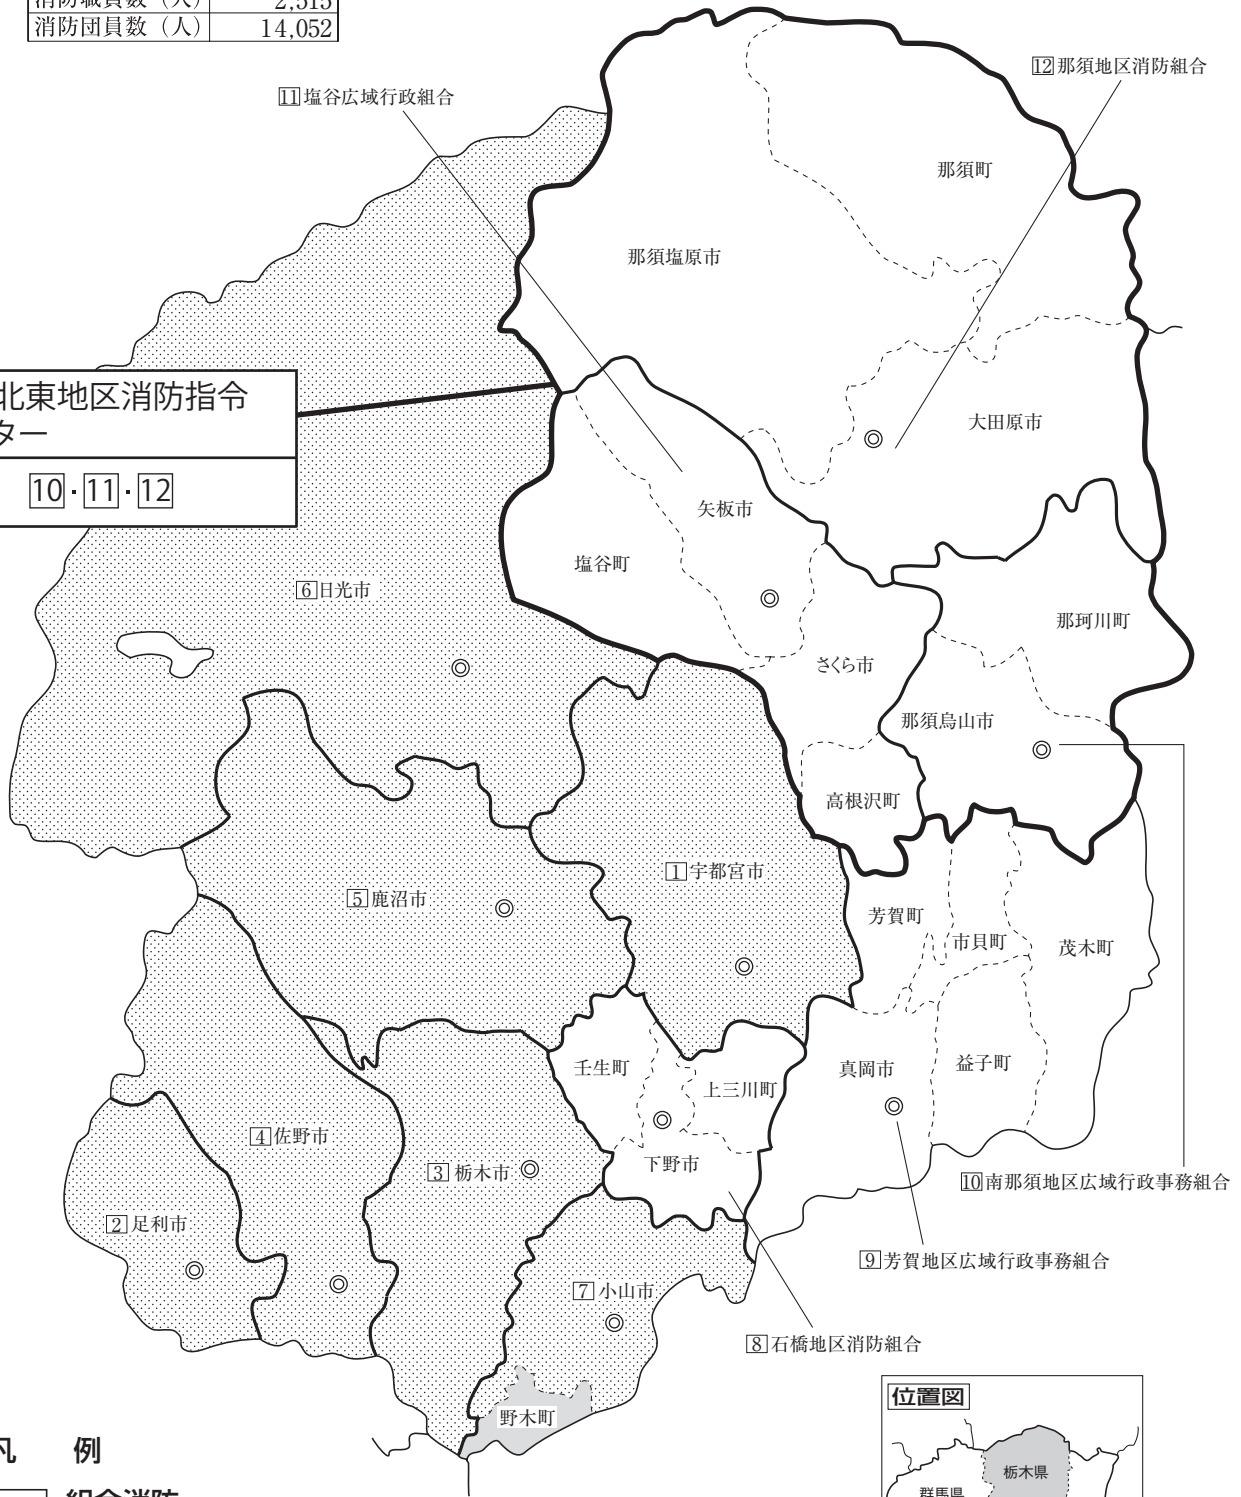 消防職員数（人） 2,515
消防団員数（人） 14,052
12 那須地区消防組合
11 塩谷広域行政組合
那須町
那須塩原市
北東地区消防指令
ター
10・11・12
大田原市
矢板市
塩谷町
6 日光市
那珂川町
さくら市
那須烏山市
高根沢町
1 宇都宮市
5 鹿沼市
芳賀町
市貝町
茂木町
壬生町
上三川町
真岡市
益子町
4 佐野市
3 栃木市
下野市
10 南那須地区広域行政事務組合
2 足利市
9 芳賀地区広域行政事務組合
7 小山市
8 石橋地区消防組合
位置図
野木町
凡 例
栃木県
群馬県
組合消防